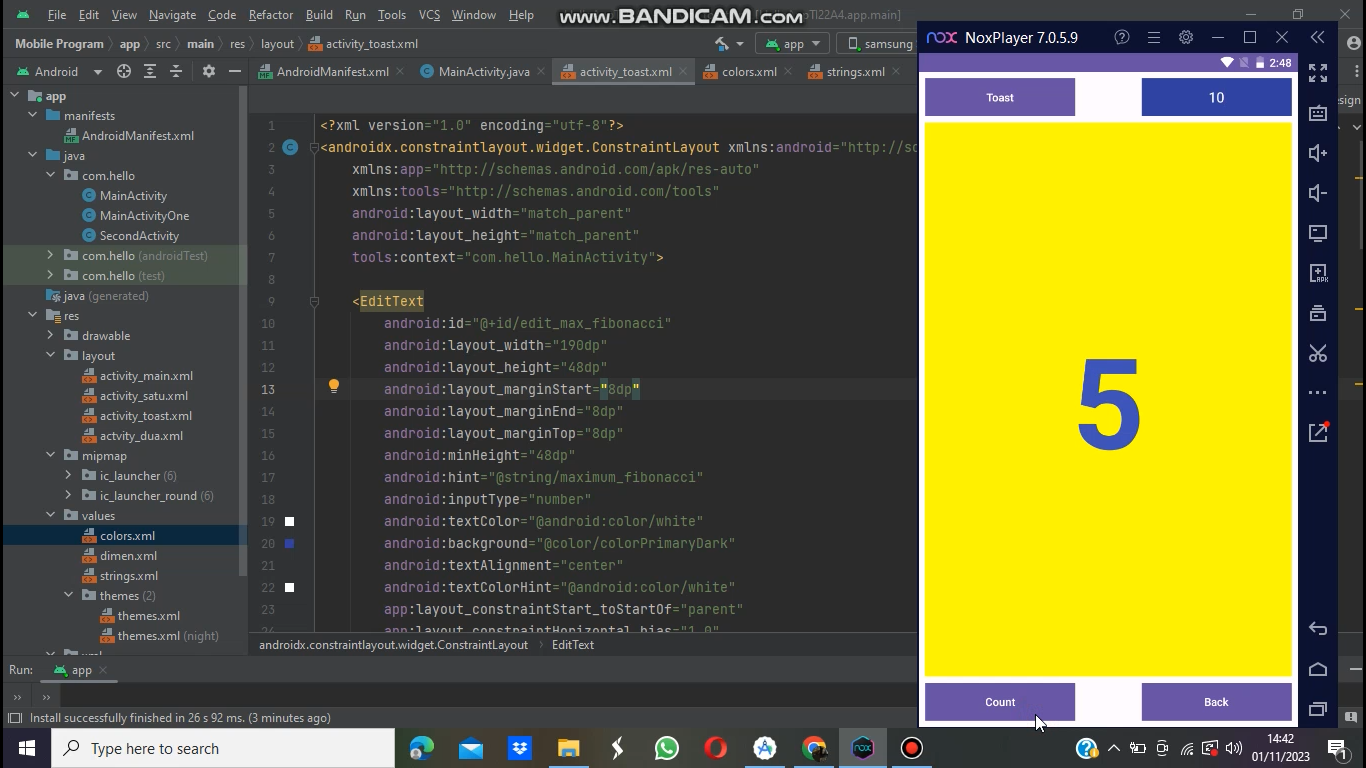 File Edit View Navigate Code Refactor Build Run Tools VCS Window Help
www.BANDICAM.com
TI22A4.app.main]
Mobile Program app src main res layout activity_toast.xml
app
samsung
Android
AndroidManifest.xml
MainActivity.java
activity_toast.xml
colors.xml
strings.xml
app
manifests
AndroidManifest.xml
java
com.hello
MainActivity
MainActivityOne
SecondActivity
com.hello (androidTest)
com.hello (test)
java (generated)
res
drawable
layout
activity_main.xml
activity_satu.xml
activity_toast.xml
actvity_dua.xml
mipmap
ic_launcher (6)
ic_launcher_round (6)
values
colors.xml
dimen.xml
strings.xml
themes (2)
themes.xml
themes.xml (night)
1 <?xml version="1.0" encoding="utf-8"?>
2 <androidx.constraintlayout.widget.ConstraintLayout xmlns:android="http://sc
3 xmlns:app="http://schemas.android.com/apk/res-auto"
4 xmlns:tools="http://schemas.android.com/tools"
5 android:layout_width="match_parent"
6 android:layout_height="match_parent"
7 tools:context="com.hello.MainActivity">
8
9 <EditText
10 android:id="@+id/edit_max_fibonacci"
11 android:layout_width="190dp"
12 android:layout_height="48dp"
13 android:layout_marginStart="8dp"
14 android:layout_marginEnd="8dp"
15 android:layout_marginTop="8dp"
16 android:minHeight="48dp"
17 android:hint="@string/maximum_fibonacci"
18 android:inputType="number"
19 android:textColor="@android:color/white"
20 android:background="@color/colorPrimaryDark"
21 android:textAlignment="center"
22 android:textColorHint="@android:color/white"
23 app:layout_constraintStart_toStartOf="parent"
24 app:layout_constraintHorizontal_bias="1.0"
androidx.constraintlayout.widget.ConstraintLayout EditText
nox NoxPlayer 7.0.5.9
2:48
Toast 10
5
Count Back
APK
esign
Run: app
Install successfully finished in 26 s 92 ms. (3 minutes ago)
Type here to search
nox
14:42
01/11/2023
1